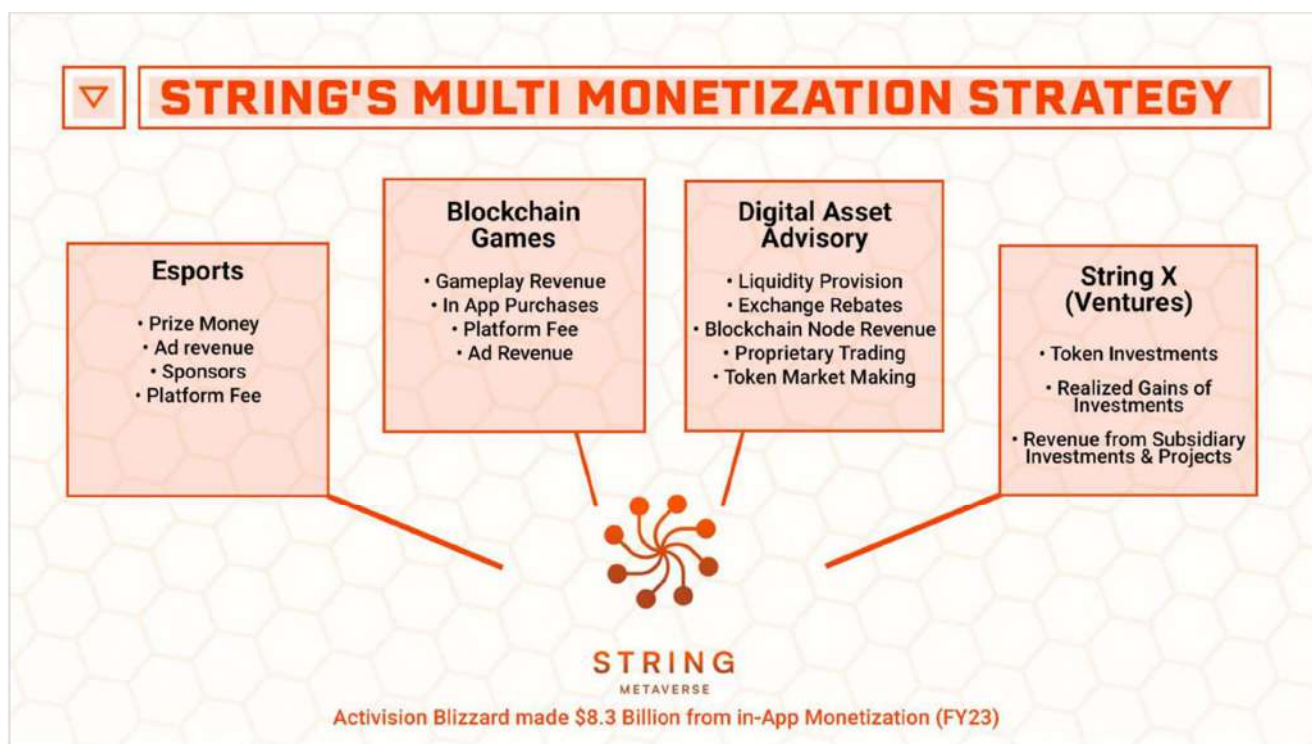 STRING'S MULTI MONETIZATION STRATEGY
Esports
• Prize Money
• Ad revenue
• Sponsors
• Platform Fee
Blockchain
Games
• Gameplay Revenue
• In App Purchases
• Platform Fee
• Ad Revenue
Digital Asset
Advisory
• Liquidity Provision
• Exchange Rebates
• Blockchain Node Revenue
• Proprietary Trading
• Token Market Making
String X
(Ventures)
• Token Investments
• Realized Gains of
Investments
• Revenue from Subsidiary
Investments & Projects
STRING
METAVERSE
Activision Blizzard made $8.3 Billion from in-App Monetization (FY23)